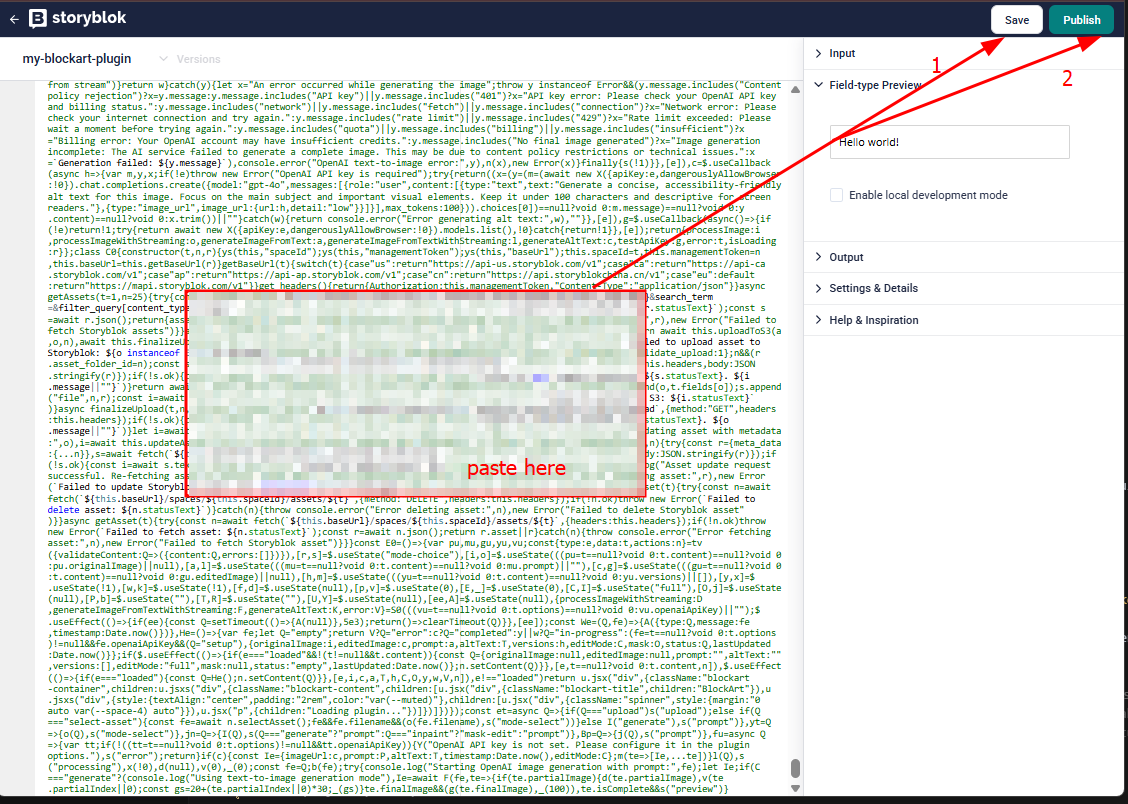 storyblok
Save
Publish
my-blockart-plugin
Versions
from stream")}return w}catch(y){let x="An error occurred while generating the image";throw y instanceof Error&&(y.message.includes("Content
policy rejection")?x=y.message:y.message.includes("API key")||y.message.includes("401")?x="API key error: Please check your OpenAI API key
and billing status.":y.message.includes("network")||y.message.includes("fetch")||y.message.includes("connection")?x="Network error: Please
check your internet connection and try again.":y.message.includes("rate limit")||y.message.includes("429")?x="Rate limit exceeded: Please
wait a moment before trying again.":y.message.includes("quota")||y.message.includes("billing")||y.message.includes("insufficient")?x
="Billing error: Your OpenAI account may have insufficient credits.":y.message.includes("No final image generated")?x="Image generation
incomplete: The AI service failed to generate a complete image. This may be due to content policy restrictions or technical issues.":x
=`Generation failed: ${y.message}`),console.error("OpenAI text-to-image error:",y),n(x),new Error(x)}finally{s(!1)}},[e]),c=$.useCallback
(async h=>{var m,y,x;if(!e)throw new Error("OpenAI API key is required");try{return((x=(y=(m=(await new X({apiKey:e,dangerouslyAllowBrowser
:!0}).chat.completions.create({model:"gpt-4o",messages:[{role:"user",content:[{type:"text",text:"Generate a concise, accessibility-friendly
alt text for this image. Focus on the main subject and important visual elements. Keep it under 100 characters and descriptive for screen
readers."},{type:"image_url",image_url:{url:h,detail:"low"}}]}],max_tokens:100})).choices[0])==null?void 0:m.message)==null?void 0:y
.content)==null?void 0:x.trim())||""}catch(w){return console.error("Error generating alt text:",w),""}},[e]),g=$.useCallback(async()=>{if
(!e)return!1;try{return await new X({apiKey:e,dangerouslyAllowBrowser:!0}).models.list(),!0}catch{return!1}},[e]);return{processImage:i
,processImageWithStreaming:o,generateImageFromText:a,generateImageFromTextWithStreaming:l,generateAltText:c,testApiKey:g,error:t,isLoading
:r}};class C0{constructor(t,n,r){ys(this,"spaceId");ys(this,"managementToken");ys(this,"baseUrl");this.spaceId=t,this.managementToken=n
,this.baseUrl=this.getBaseUrl(r)}getBaseUrl(t){switch(t){case"us":return"https://api-us.storyblok.com/v1";case"ca":return"https://api-ca
.storyblok.com/v1";case"ap":return"https://api-ap.storyblok.com/v1";case"cn":return"https://api.storyblokchina.cn/v1";case"eu":default
:return"https://mapi.storyblok.com/v1"}}get headers(){return{Authorization:this.managementToken,"Content-Type":"application/json"}}async
getAssets(t=1,n=25){try{con &search_term
=&filter_query[content_type r.statusText}`);const s
=await r.json();return{asse ,r),new Error("Failed to
fetch Storyblok assets")}}a rn await this.uploadToS3(a
,o,n),await this.finalizeUp led to upload asset to
Storyblok: ${o instanceof E lidate_upload:1};n&&(r
.asset_folder_id=n);const s this.headers,body:JSON
.stringify(r)});if(!s.ok){c ${s.statusText}. ${i
.message||""}`)}return awai nd(o,t.fields[o]);s.append
("file",n,r);const i=await S3: ${i.statusText}`
)}async finalizeUpload(t,n, ad`,{method:"GET",headers
:this.headers});if(!s.ok){c statusText}. ${o
.message||""}`)}let i=await dating asset with metadata
:",o),i=await this.updateAs n){try{const r={meta_data
:{...n}},s=await fetch(`${t dy:JSON.stringify(r)});if
(!s.ok){const i=await s.tex og("Asset update request
successful. Re-fetching ass ing asset:",r),new Error
(`Failed to update Storyblo set(t){try{const n=await
fetch(`${this.baseUrl}/spaces/${this.spaceId}/assets/${t}`,{method:"DELETE",headers:this.headers});if(!n.ok)throw new Error(`Failed to
delete asset: ${n.statusText}`)}catch(n){throw console.error("Error deleting asset:",n),new Error("Failed to delete Storyblok asset"
)}}async getAsset(t){try{const n=await fetch(`${this.baseUrl}/spaces/${this.spaceId}/assets/${t}`,{headers:this.headers});if(!n.ok)throw
new Error(`Failed to fetch asset: ${n.statusText}`);const r=await n.json();return r.asset||r}catch(n){throw console.error("Error fetching
asset:",n),new Error("Failed to fetch Storyblok asset")}}}const E0=()=>{var pu,mu,gu,yu,vu;const{type:e,data:t,actions:n}=tv
({validateContent:Q=>({content:Q,errors:[]})}),[r,s]=$.useState("mode-choice"),[i,o]=$.useState(((pu=t==null?void 0:t.content)==null?void 0
:pu.originalImage)||null),[a,l]=$.useState(((mu=t==null?void 0:t.content)==null?void 0:mu.prompt)||""),[c,g]=$.useState(((gu=t==null?void 0
:t.content)==null?void 0:gu.editedImage)||null),[h,m]=$.useState(((yu=t==null?void 0:t.content)==null?void 0:yu.versions)||[]),[y,x]=$
.useState(!1),[w,k]=$.useState(!1),[f,d]=$.useState(null),[p,v]=$.useState(0),[E,_]=$.useState(0),[C,I]=$.useState("full"),[O,j]=$.useState
(null),[P,b]=$.useState(""),[T,R]=$.useState(""),[U,Y]=$.useState(null),[ee,A]=$.useState(null),{processImageWithStreaming:D
,generateImageFromTextWithStreaming:F,generateAltText:K,error:V}=S0(((vu=t==null?void 0:t.options)==null?void 0:vu.openaiApiKey)||"");$
.useEffect(()=>{if(ee){const Q=setTimeout(()=>{A(null)},5e3);return()=>clearTimeout(Q)}},[ee]);const We=(Q,fe)=>{A({type:Q,message:fe
,timestamp:Date.now()})},He=()=>{var fe;let Q="empty";return V?Q="error":c?Q="completed":y||w?Q="in-progress":(fe=t==null?void 0:t.options
)!=null&&fe.openaiApiKey&&(Q="setup"),{originalImage:i,editedImage:c,prompt:a,altText:T,versions:h,editMode:C,mask:O,status:Q,lastUpdated
:Date.now()}};if($.useEffect(()=>{if(e==="loaded"&&!(t!=null&&t.content)){const Q={originalImage:null,editedImage:null,prompt:"",altText:""
,versions:[],editMode:"full",mask:null,status:"empty",lastUpdated:Date.now()};n.setContent(Q)}},[e,t==null?void 0:t.content,n]),$.useEffect
(()=>{if(e==="loaded"){const Q=He();n.setContent(Q)}},[e,i,c,a,T,h,C,O,y,w,V,n]),e!=="loaded")return u.jsx("div",{className:"blockart
-container",children:u.jsxs("div",{className:"blockart-content",children:[u.jsx("div",{className:"blockart-title",children:"BlockArt"}),u
.jsxs("div",{style:{textAlign:"center",padding:"2rem",color:"var(--muted)"},children:[u.jsx("div",{className:"spinner",style:{margin:"0
auto var(--space-4) auto"}}),u.jsx("p",{children:"Loading plugin..."})]})]})});const et=async Q=>{if(Q==="upload")s("upload");else if(Q
==="select-asset"){const fe=await n.selectAsset();fe&&fe.filename&&(o(fe.filename),s("mode-select"))}else I("generate"),s("prompt")},yt=Q
=>{o(Q),s("mode-select")},jn=Q=>{I(Q),s(Q==="generate"?"prompt":Q==="inpaint"?"mask-edit":"prompt")},Bp=Q=>{j(Q),s("prompt")},fu=async Q
=>{var tt;if(!((tt=t==null?void 0:t.options)!=null&&tt.openaiApiKey)){Y("OpenAI API key is not set. Please configure it in the plugin
options."),s("error");return}if(c){const Ie={imageUrl:c,prompt:P,altText:T,timestamp:Date.now(),editMode:C};m(te=>[Ie,...te])}l(Q),s
("processing"),x(!0),d(null),v(0),_(0);const fe=Q;b(fe);try{console.log("Starting OpenAI image generation with prompt:",fe);let Ie;if(C
==="generate"?(console.log("Using text-to-image generation mode"),Ie=await F(fe,te=>{if(te.partialImage){d(te.partialImage),v(te
.partialIndex||0);const gs=20+(te.partialIndex||0)*30;_(gs)}te.finalImage&&(g(te.finalImage),_(100)),te.isComplete&&s("preview")}
paste here
1
2
Input
Field-type Preview
Hello world!
Enable local development mode
Output
Settings & Details
Help & Inspiration